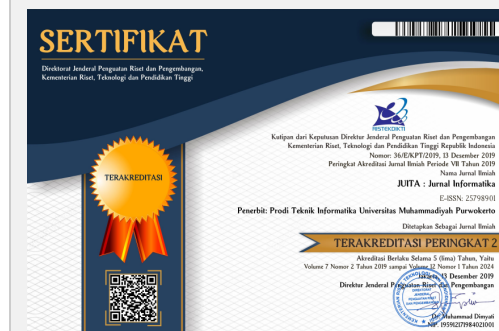 SERTIFIKAT
Direktorat Jenderal Penguatan Riset dan Pengembangan,
Kementerian Riset, Teknologi dan Pendidikan Tinggi
RISTEKDIKTI
Kutipan dari Keputusan Direktur Jenderal Penguatan Riset dan Pengembangan
Kementerian Riset, Teknologi dan Pendidikan Tinggi Republik Indonesia
Nomor: 36/E/KPT/2019, 13 Desember 2019
Peringkat Akreditasi Jurnal Ilmiah Periode VII Tahun 2019
Nama Jurnal Ilmiah
JUITA : Jurnal Informatika
E-ISSN: 25798901
Penerbit: Prodi Teknik Informatika Universitas Muhammadiyah Purwokerto
Ditetapkan Sebagai Jurnal Ilmiah
TERAKREDITASI
TERAKREDITASI PERINGKAT 2
Akreditasi Berlaku Selama 5 (lima) Tahun, Yaitu
Volume 7 Nomor 2 Tahun 2019 sampai Volume 12 Nomor 1 Tahun 2024
Jakarta, 13 Desember 2019
Direktur Jenderal Penguatan Riset dan Pengembangan
Dr. Muhammad Dimyati
NIP. 195912171984021001